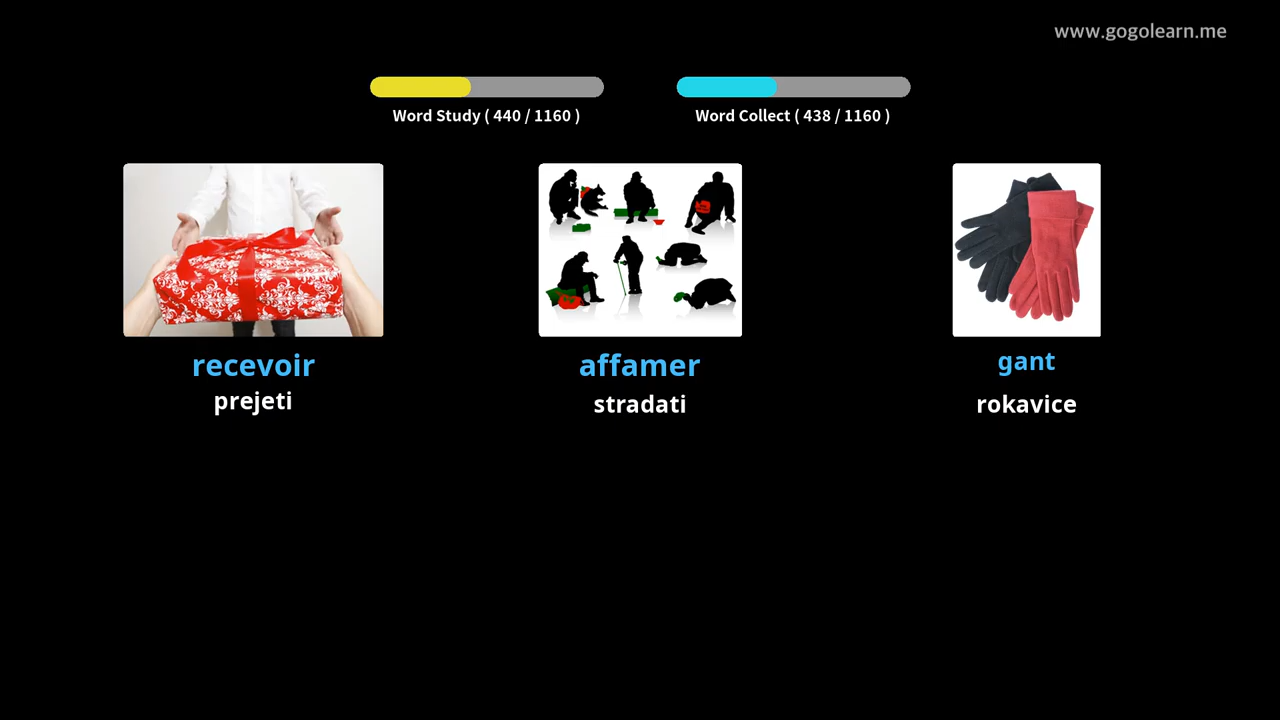 www.gogolearn.me
Word Study ( 440 / 1160 )
Word Collect ( 438 / 1160 )
recevoir
prejeti
affamer
stradati
gant
rokavice